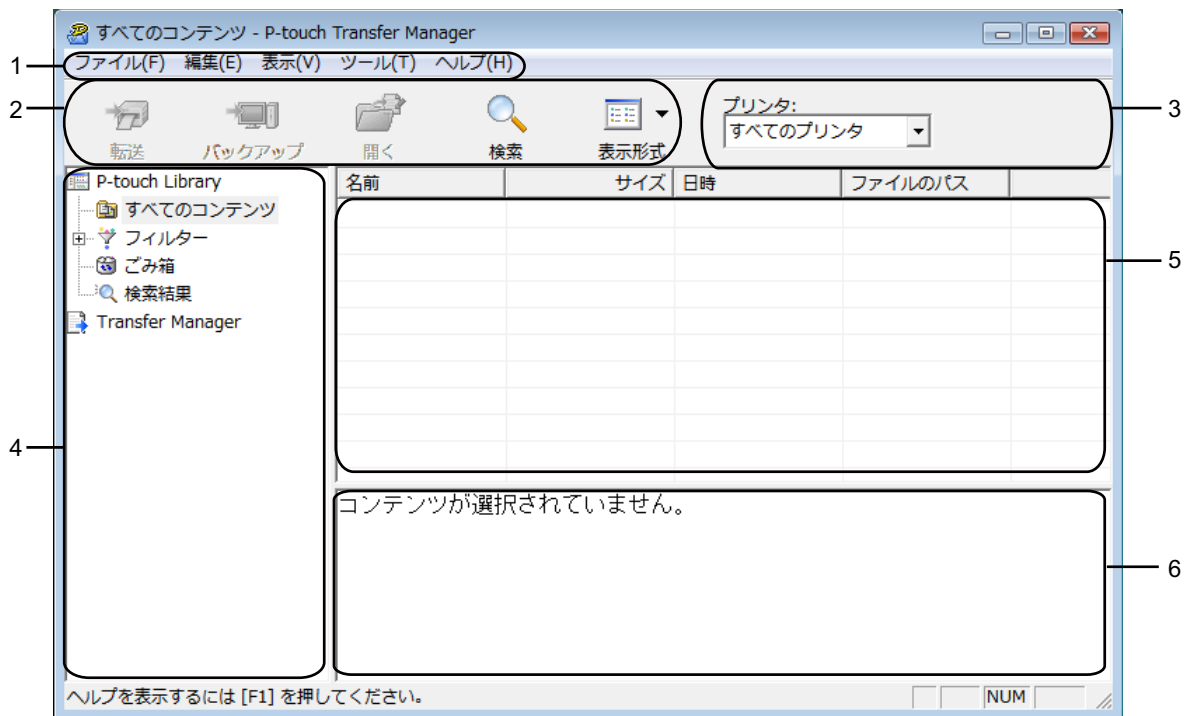 すべてのコンテンツ - P-touch Transfer Manager
1
ファイル(F) 編集(E) 表示(V) ツール(T) ヘルプ(H)
2
転送 バックアップ 開く 検索 表示形式
プリンタ:
すべてのプリンタ
3
P-touch Library
すべてのコンテンツ
フィルター
ごみ箱
検索結果
Transfer Manager
4
名前 サイズ 日時 ファイルのパス
5
コンテンツが選択されていません。
6
ヘルプを表示するには [F1] を押してください。 NUM